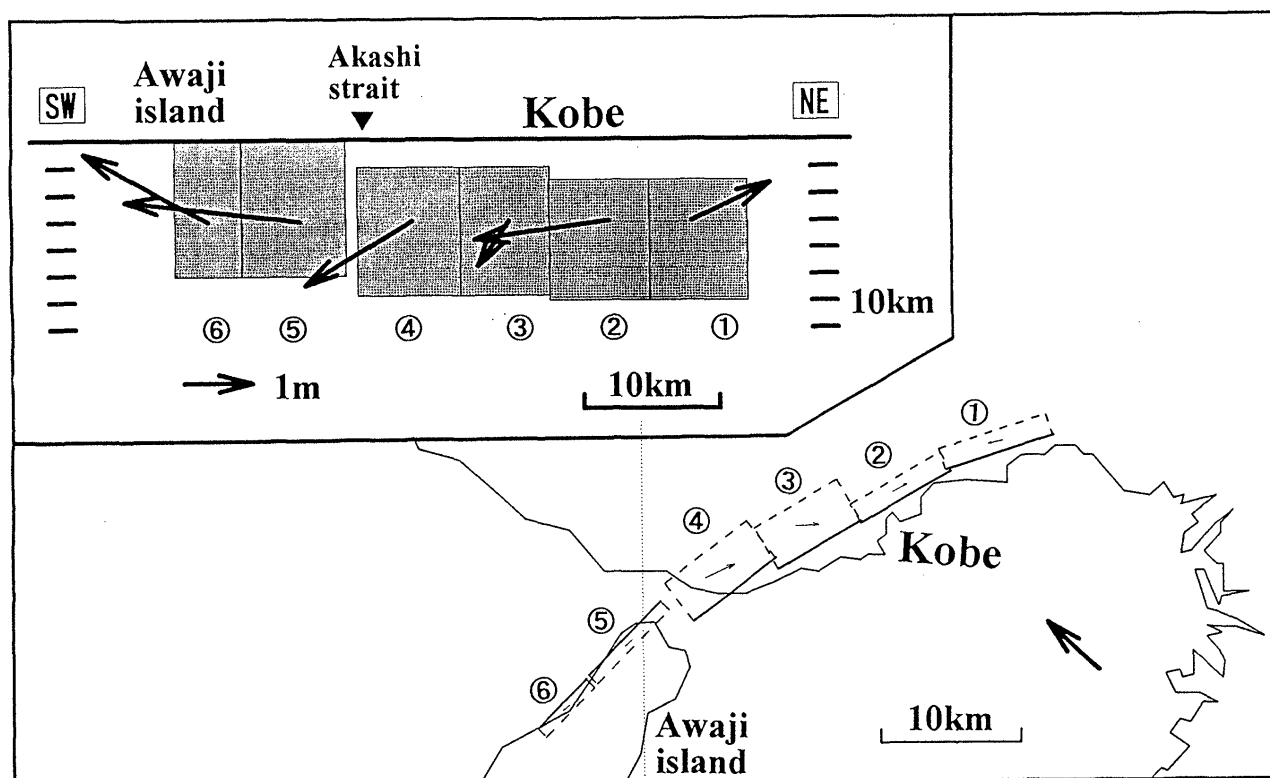 SW
Awaji
island
Akashi
strait
Kobe
NE
10km
⑥ ⑤ ④ ③ ② ①
1m
10km
①
②
③
④
Kobe
⑤
⑥
Awaji
island
10km